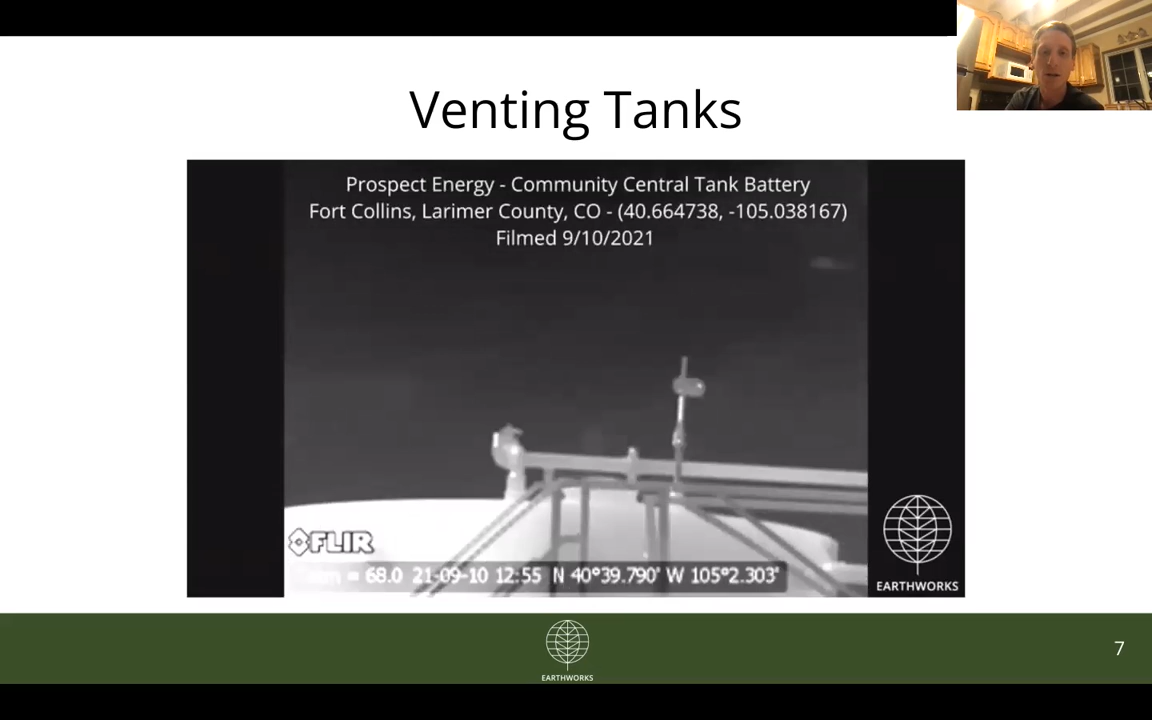 Venting Tanks
Prospect Energy - Community Central Tank Battery
Fort Collins, Larimer County, CO - (40.664738, -105.038167)
Filmed 9/10/2021
FLIR
= 68.0 21-09-10 12:55 N 40°39.790' W 105°2.303'
EARTHWORKS
EARTHWORKS
7